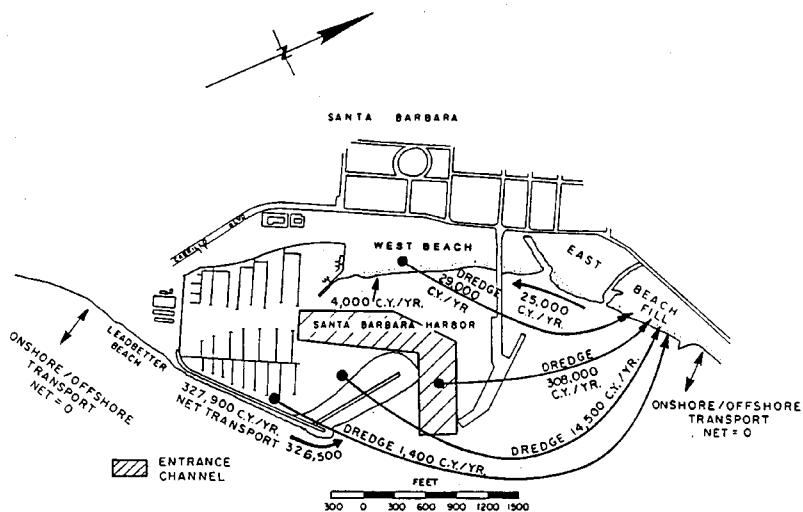 N
SANTA BARBARA
CABRILLO BLVD
WEST BEACH
EAST
BEACH
FILL
DREDGE
29,000
C.Y./YR
25,000
C.Y./YR.
4,000 C.Y./YR.
SANTA BARBARA HARBOR
DREDGE
308,000
C.Y./YR.
LEADBETTER
BEACH
ONSHORE/OFFSHORE
TRANSPORT
NET = 0
327,900 C.Y./YR.
NET TRANSPORT 326,500
DREDGE 1,400 C.Y./YR.
DREDGE 14,500 C.Y./YR.
ONSHORE/OFFSHORE
TRANSPORT
NET = 0
ENTRANCE
CHANNEL
FEET
300 0 300 600 900 1200 1500